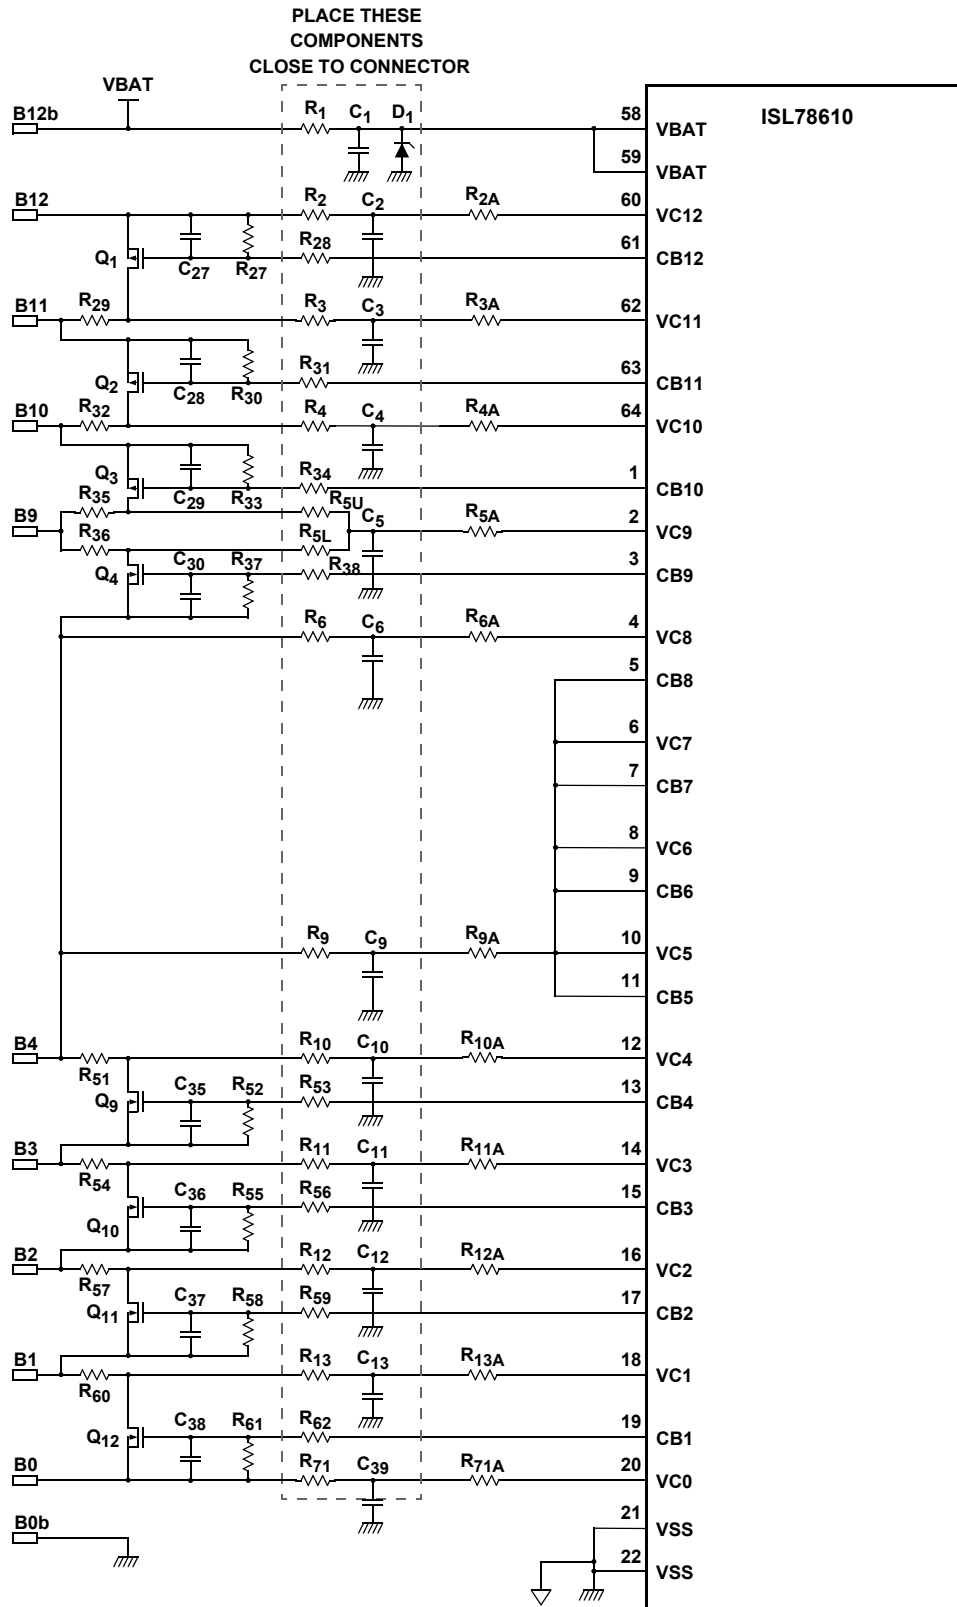 PLACE THESE
COMPONENTS
CLOSE TO CONNECTOR
VBAT
ISL78610
B12b
R1
C1
D1
58
VBAT
59
VBAT
B12
R2
C2
R2A
60
VC12
Q1
C27
R27
R28
61
CB12
B11
R29
R3
C3
R3A
62
VC11
Q2
C28
R30
R31
63
CB11
B10
R32
R4
C4
R4A
64
VC10
Q3
C29
R33
R34
1
CB10
B9
R35
R36
R5U
R5L
C5
R5A
2
VC9
Q4
C30
R37
R38
3
CB9
R6
C6
R6A
4
VC8
5
CB8
6
VC7
7
CB7
8
VC6
9
CB6
R9
C9
R9A
10
VC5
11
CB5
B4
R51
R10
C10
R10A
12
VC4
Q9
C35
R52
R53
13
CB4
B3
R54
R11
C11
R11A
14
VC3
Q10
C36
R55
R56
15
CB3
B2
R57
R12
C12
R12A
16
VC2
Q11
C37
R58
R59
17
CB2
B1
R60
R13
C13
R13A
18
VC1
Q12
C38
R61
R62
19
CB1
B0
R71
C39
R71A
20
VC0
B0b
21
VSS
22
VSS